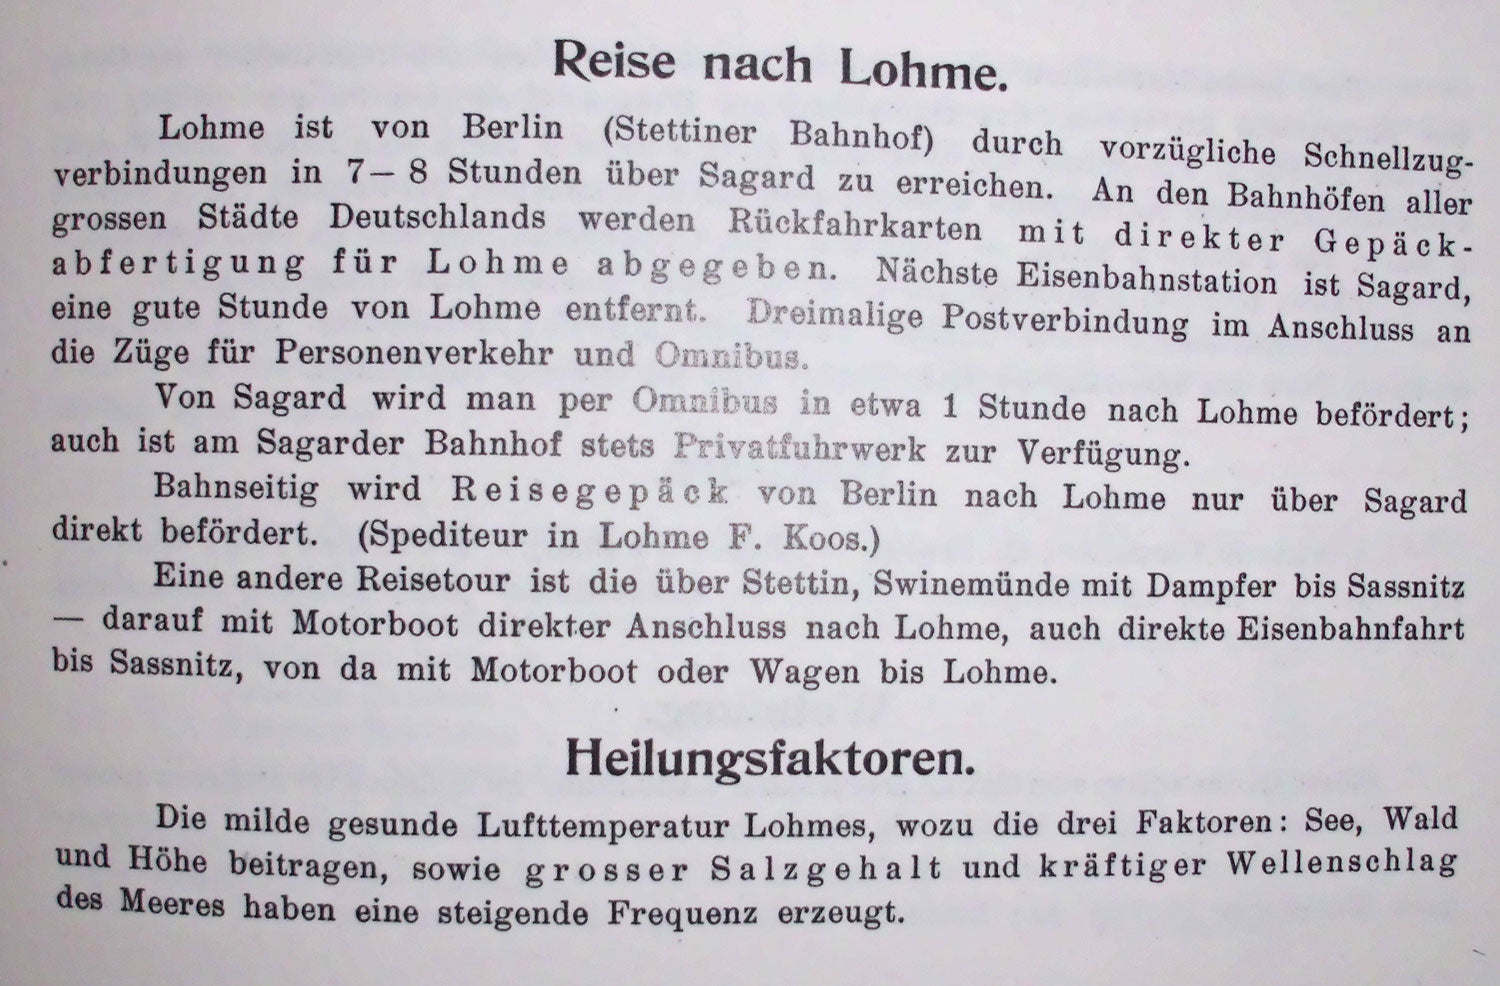 Reise nach Lohme.
Lohme ist von Berlin (Stettiner Bahnhof) durch vorzügliche Schnellzug-
verbindungen in 7— 8 Stunden über Sagard zu erreichen. An den Bahnhöfen aller
grossen Städte Deutschlands werden Rückfahrkarten mit direkter Gepäck-
abfertigung für Lohme abgegeben. Nächste Eisenbahnstation ist Sagard,
eine gute Stunde von Lohme entfernt. Dreimalige Postverbindung im Anschluss an
die Züge für Personenverkehr und Omnibus.
Von Sagard wird man per Omnibus in etwa 1 Stunde nach Lohme befördert;
auch ist am Sagarder Bahnhof stets Privatfuhrwerk zur Verfügung.
Bahnseitig wird Reisegepäck von Berlin nach Lohme nur über Sagard
direkt befördert. (Spediteur in Lohme F. Koos.)
Eine andere Reisetour ist die über Stettin, Swinemünde mit Dampfer bis Sassnitz
— darauf mit Motorboot direkter Anschluss nach Lohme, auch direkte Eisenbahnfahrt
bis Sassnitz, von da mit Motorboot oder Wagen bis Lohme.
Heilungsfaktoren.
Die milde gesunde Lufttemperatur Lohmes, wozu die drei Faktoren: See, Wald
und Höhe beitragen, sowie grosser Salzgehalt und kräftiger Wellenschlag
des Meeres haben eine steigende Frequenz erzeugt.